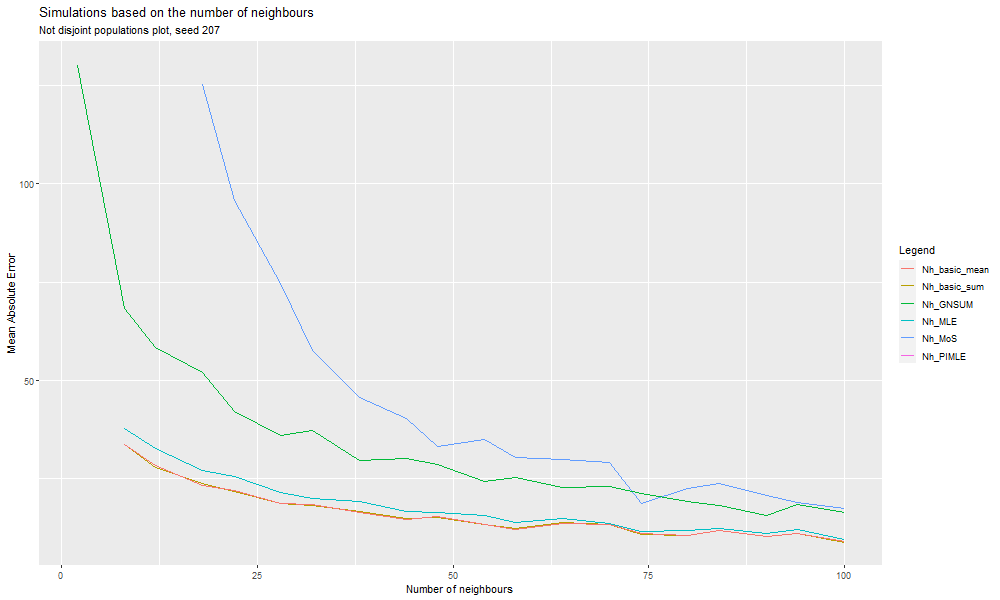 Simulations based on the number of neighbours
Not disjoint populations plot, seed 207
Mean Absolute Error
100
50
0
25
50
75
100
Number of neighbours
Legend
Nh_basic_mean
Nh_basic_sum
Nh_GNSUM
Nh_MLE
Nh_MoS
Nh_PIMLE